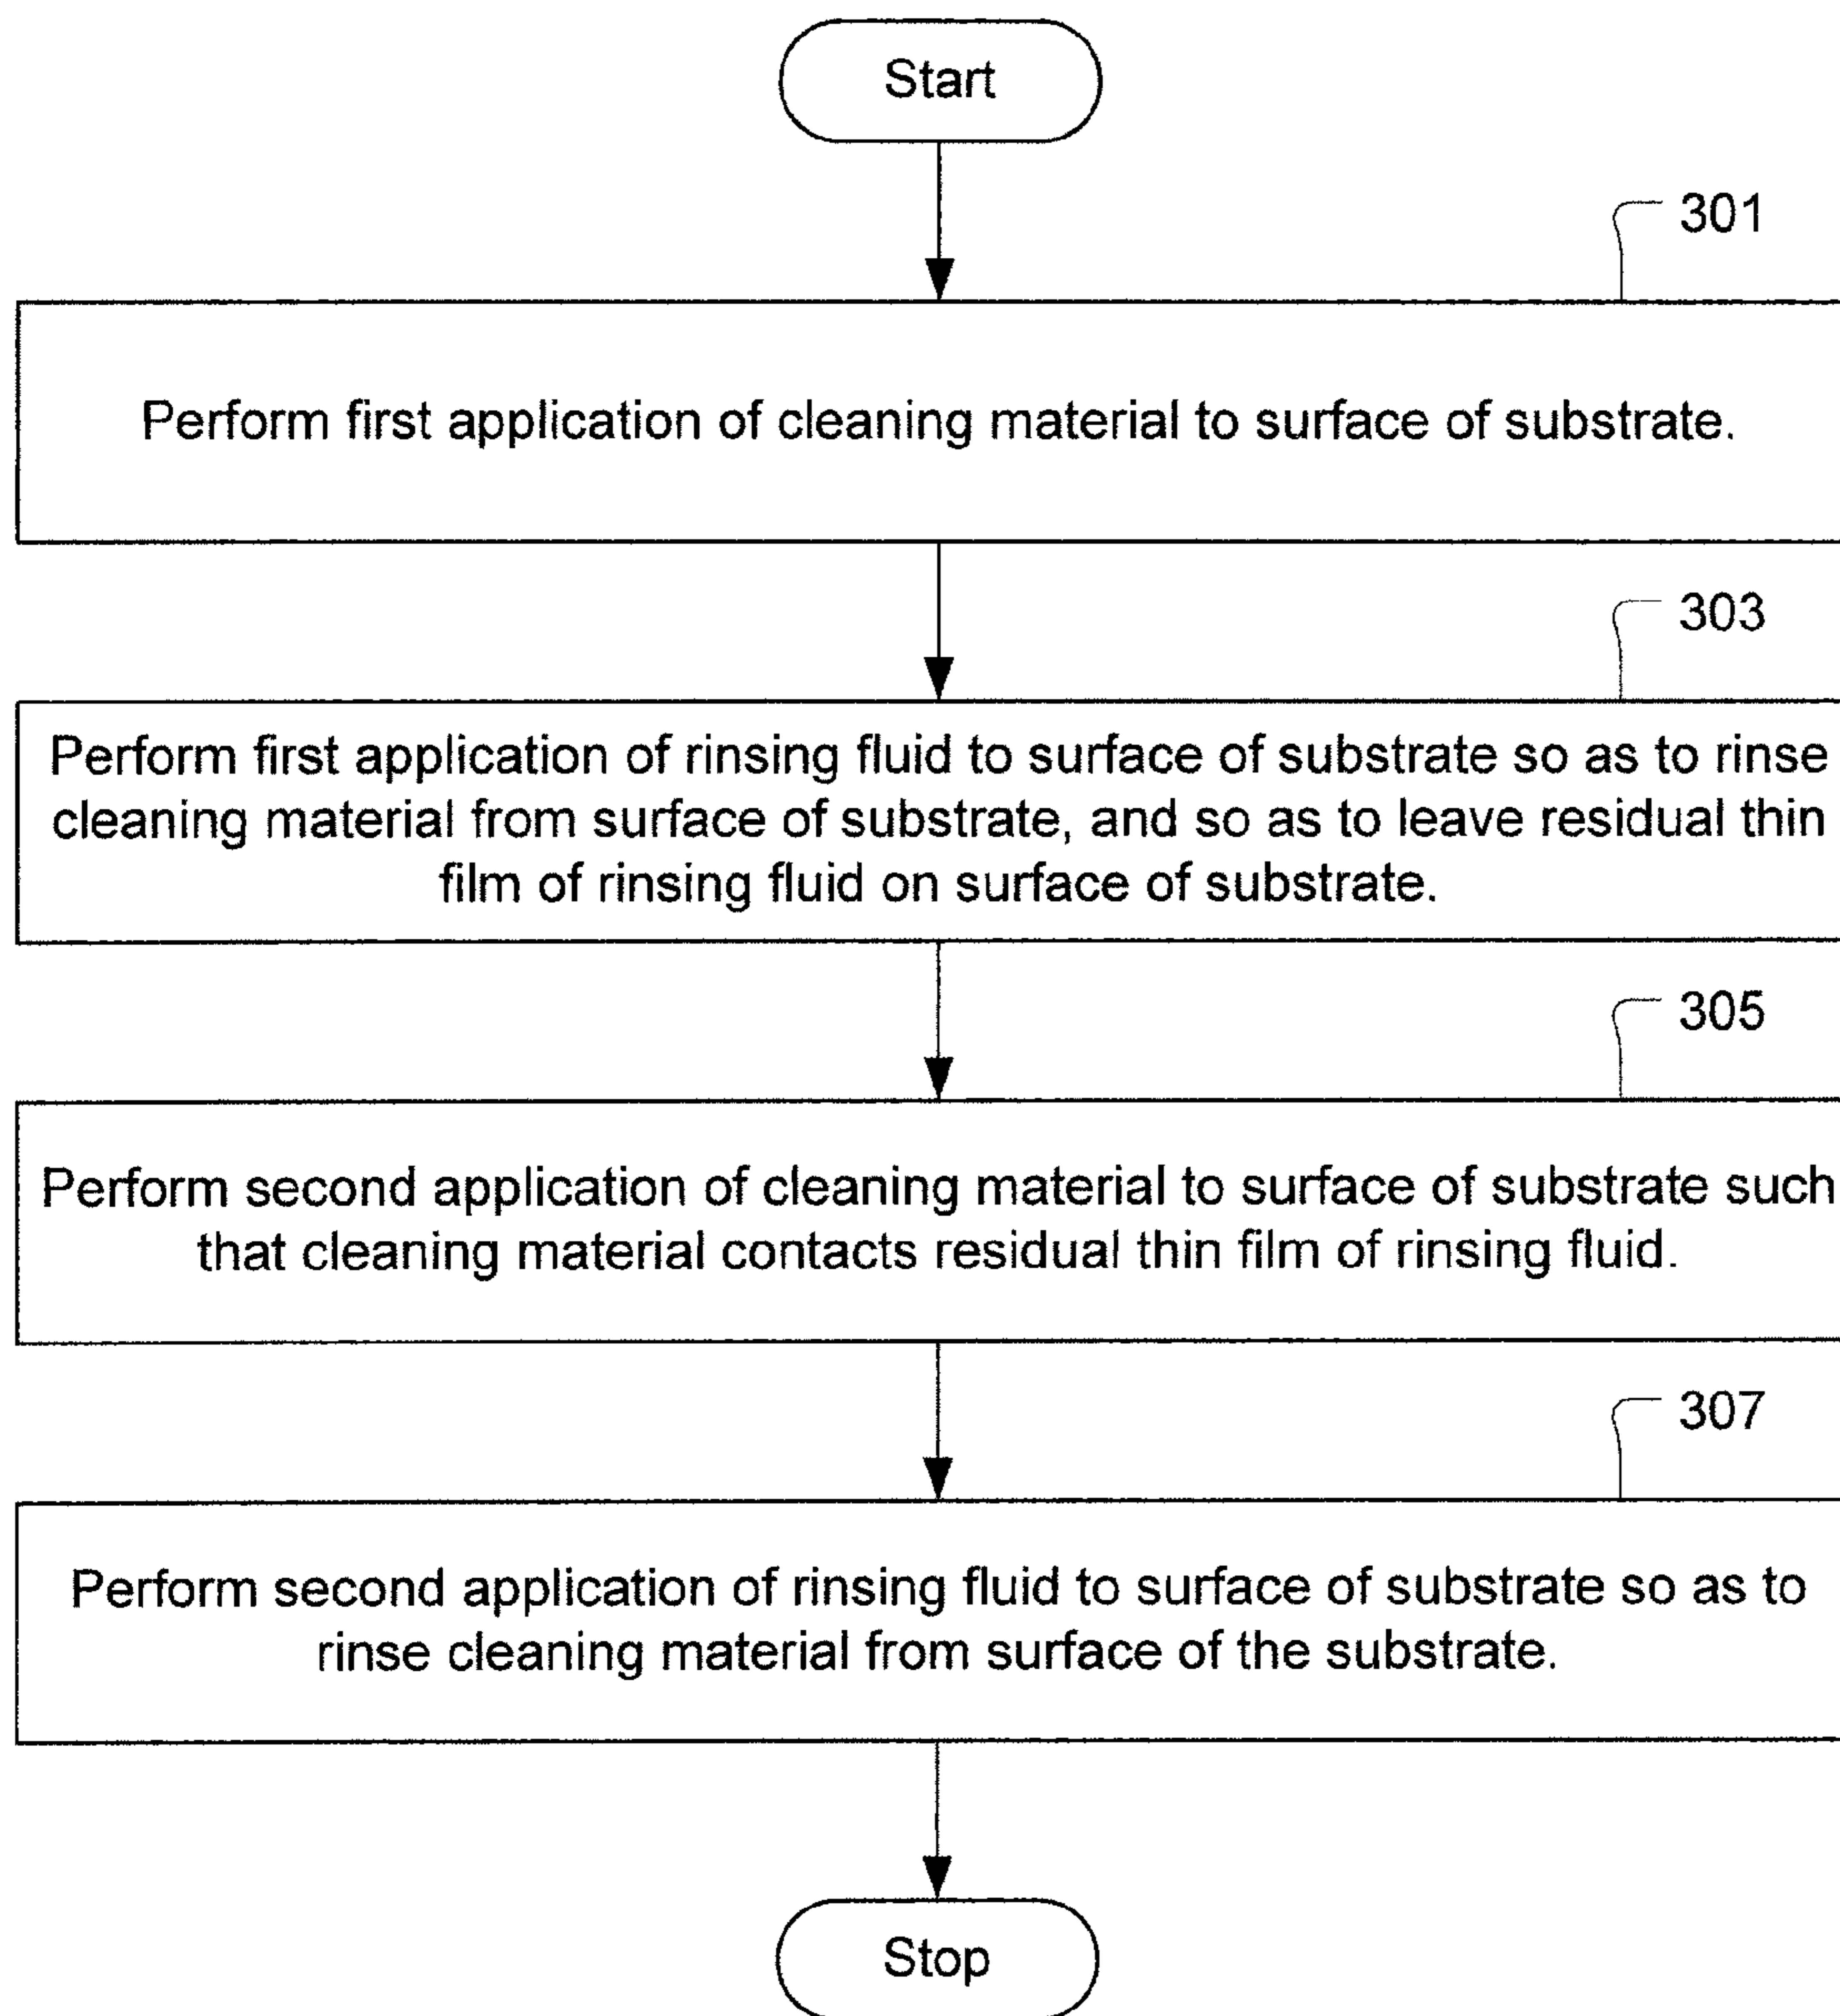 Start
301
Perform first application of cleaning material to surface of substrate.
303
Perform first application of rinsing fluid to surface of substrate so as to rinse
cleaning material from surface of substrate, and so as to leave residual thin
film of rinsing fluid on surface of substrate.
305
Perform second application of cleaning material to surface of substrate such
that cleaning material contacts residual thin film of rinsing fluid.
307
Perform second application of rinsing fluid to surface of substrate so as to
rinse cleaning material from surface of the substrate.
Stop